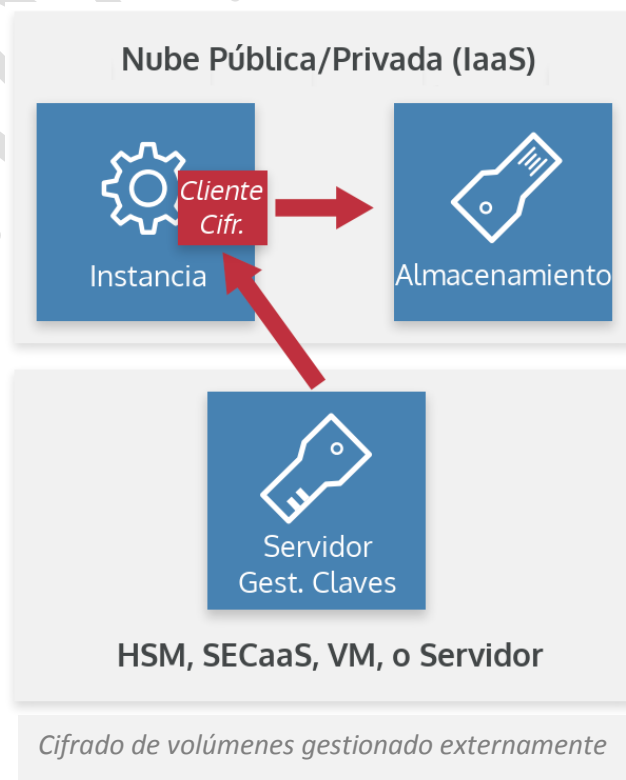 Nube Pública/Privada (IaaS)
Cliente
Cifr.
Instancia
Almacenamiento
Servidor
Gest. Claves
HSM, SECaaS, VM, o Servidor
Cifrado de volúmenes gestionado externamente